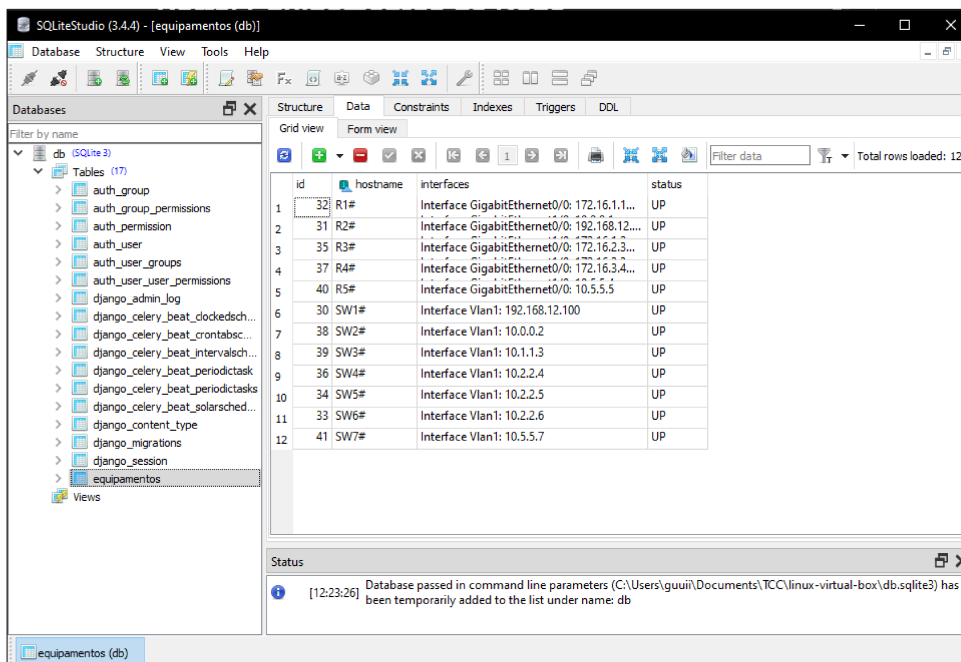 SQLiteStudio (3.4.4) - [equipamentos (db)]
Database Structure View Tools Help
Databases
Filter by name
db (SQLite 3)
Tables (17)
auth_group
auth_group_permissions
auth_permission
auth_user
auth_user_groups
auth_user_user_permissions
django_admin_log
django_celery_beat_clockedsch...
django_celery_beat_crontabsc...
django_celery_beat_intervalsch...
django_celery_beat_periodictask
django_celery_beat_periodictasks
django_celery_beat_solarsched...
django_content_type
django_migrations
django_session
equipamentos
Views
Structure Data Constraints Indexes Triggers DDL
Grid view Form view
1 Filter data Total rows loaded: 12
id hostname interfaces status
1 32 R1# Interface GigabitEthernet0/0: 172.16.1.1... UP
2 31 R2# Interface GigabitEthernet0/0: 192.168.12.... UP
3 35 R3# Interface GigabitEthernet0/0: 172.16.2.3... UP
4 37 R4# Interface GigabitEthernet0/0: 172.16.3.4... UP
5 40 R5# Interface GigabitEthernet0/0: 10.5.5.5 UP
6 30 SW1# Interface Vlan1: 192.168.12.100 UP
7 38 SW2# Interface Vlan1: 10.0.0.2 UP
8 39 SW3# Interface Vlan1: 10.1.1.3 UP
9 36 SW4# Interface Vlan1: 10.2.2.4 UP
10 34 SW5# Interface Vlan1: 10.2.2.5 UP
11 33 SW6# Interface Vlan1: 10.2.2.6 UP
12 41 SW7# Interface Vlan1: 10.5.5.7 UP
Status
[12:23:26] Database passed in command line parameters (C:\Users\guuii\Documents\TCC\linux-virtual-box\db.sqlite3) has
been temporarily added to the list under name: db
equipamentos (db)